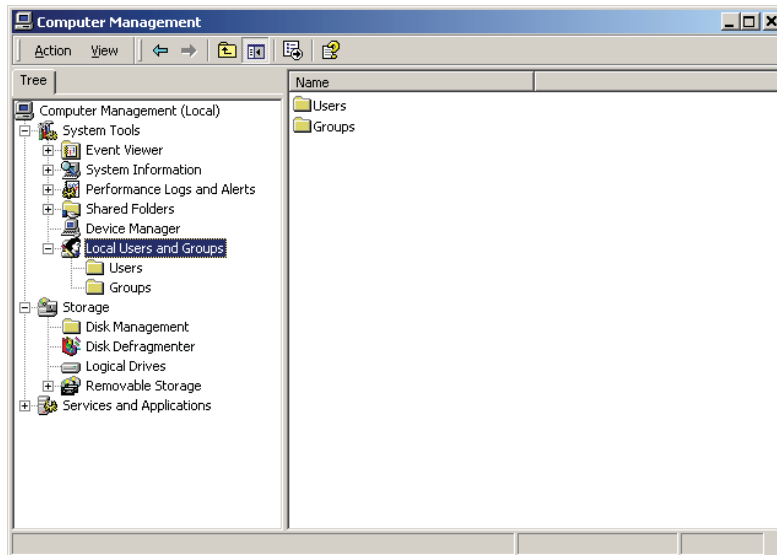 Computer Management
Action View
Tree
Name
Computer Management (Local)
Users
System Tools
Groups
Event Viewer
System Information
Performance Logs and Alerts
Shared Folders
Device Manager
Local Users and Groups
Users
Groups
Storage
Disk Management
Disk Defragmenter
Logical Drives
Removable Storage
Services and Applications